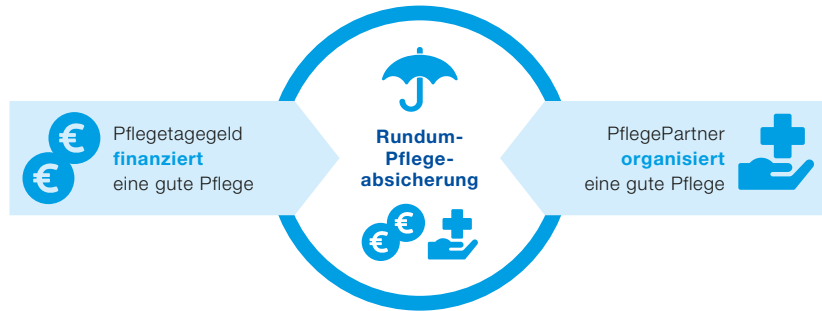 Pflegetagegeld
finanziert
eine gute Pflege
Rundum-
Pflege-
absicherung
PflegePartner
organisiert
eine gute Pflege